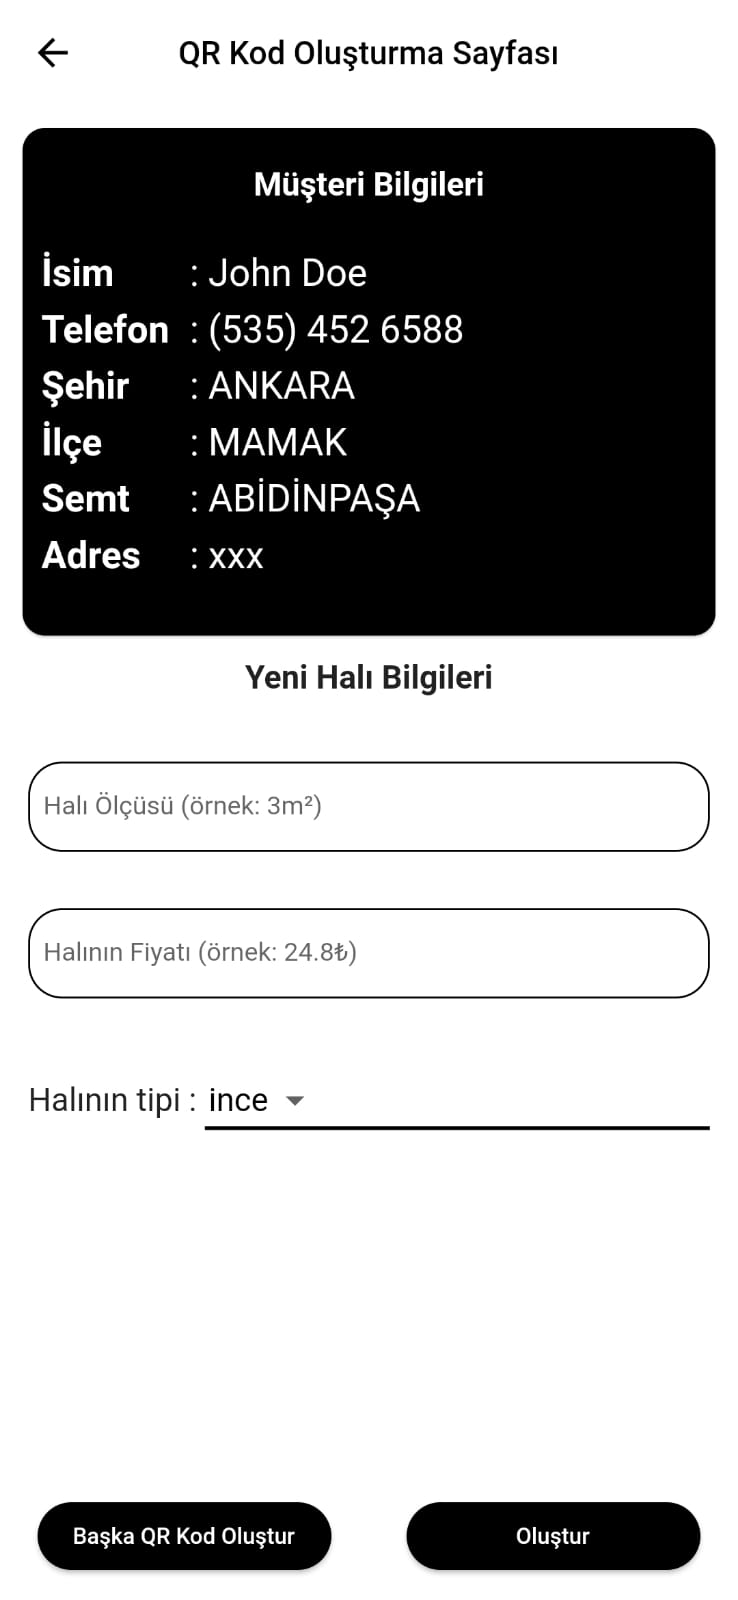 QR Kod Oluşturma Sayfası
Müşteri Bilgileri
İsim : John Doe
Telefon : (535) 452 6588
Şehir : ANKARA
İlçe : MAMAK
Semt : ABİDİNPAŞA
Adres : xxx
Yeni Halı Bilgileri
Halı Ölçüsü (örnek: 3m²)
Halının Fiyatı (örnek: 24.8₺)
Halının tipi : ince
Başka QR Kod Oluştur
Oluştur